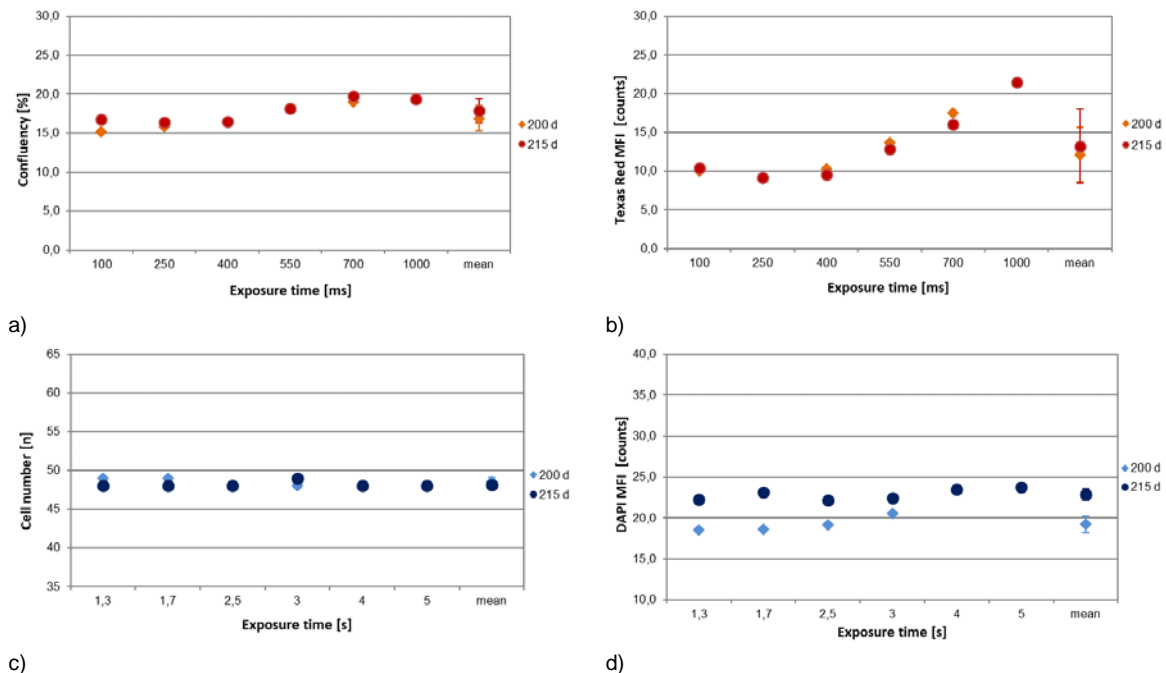 30,0
25,0
20,0
15,0
10,0
5,0
0,0
Confluency [%]
100 250 400 550 700 1000 mean
Exposure time [ms]
200 d
215 d
a)
30,0
25,0
20,0
15,0
10,0
5,0
0,0
Texas Red MFI [counts]
100 250 400 550 700 1000 mean
Exposure time [ms]
200 d
215 d
b)
65
60
55
50
45
40
35
Cell number [n]
1,3 1,7 2,5 3 4 5 mean
Exposure time [s]
200 d
215 d
c)
40,0
35,0
30,0
25,0
20,0
15,0
10,0
DAPI MFI [counts]
1,3 1,7 2,5 3 4 5 mean
Exposure time [s]
200 d
215 d
d)